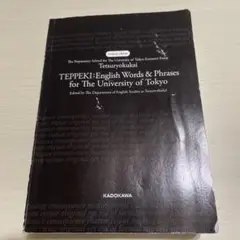 The Preparatory School for The University of Tokyo Entrance Exam
Tetsuryokukai
TEPPEKI:English Words & Phrases
for The University of Tokyo
Edited by The Department of English Studies at Tetsuryokukai
KADOKAWA